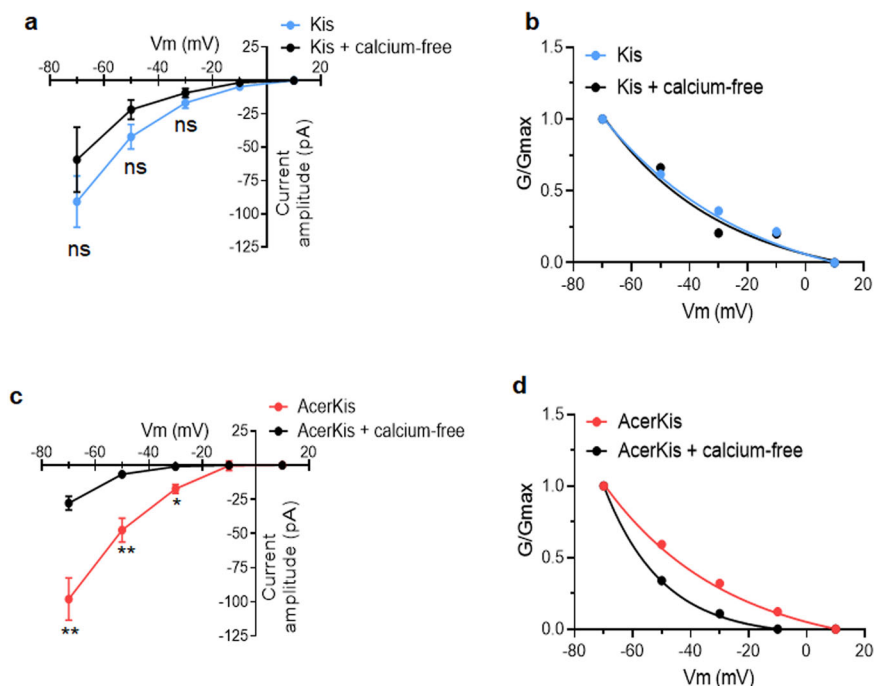 a
Vm (mV)
Kis
Kis + calcium-free
-80 -60 -40 -20 20
25
-25
-50
-75
-100
-125
Current
amplitude (pA)
ns
ns
ns
b
Kis
Kis + calcium-free
G/Gmax
1.5
1.0
0.5
0.0
-80 -60 -40 -20 0 20
Vm (mV)
c
Vm (mV)
AcerKis
AcerKis + calcium-free
-80 -60 -40 -20 20
25
-25
-50
-75
-100
-125
Current
amplitude (pA)
*
**
**
d
AcerKis
AcerKis + calcium-free
G/Gmax
1.5
1.0
0.5
0.0
-80 -60 -40 -20 0 20
Vm (mV)